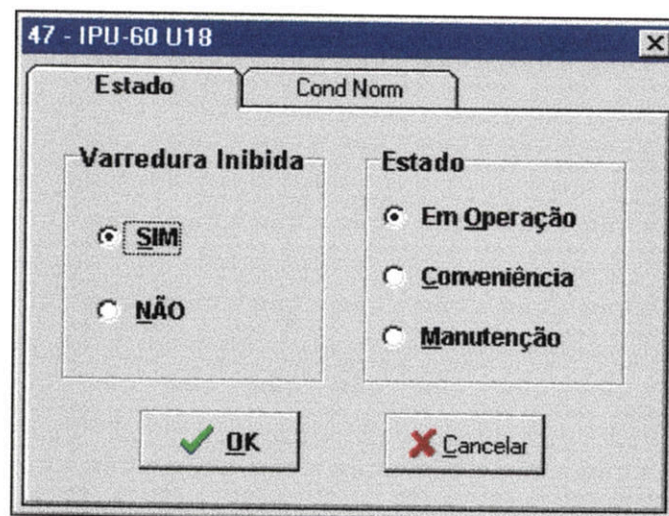 47 - IPU-60 U18
Estado
Cond Norm
Varredura Inibida
SIM
NÃO
Estado
Em Operação
Conveniência
Manutenção
OK
Cancelar